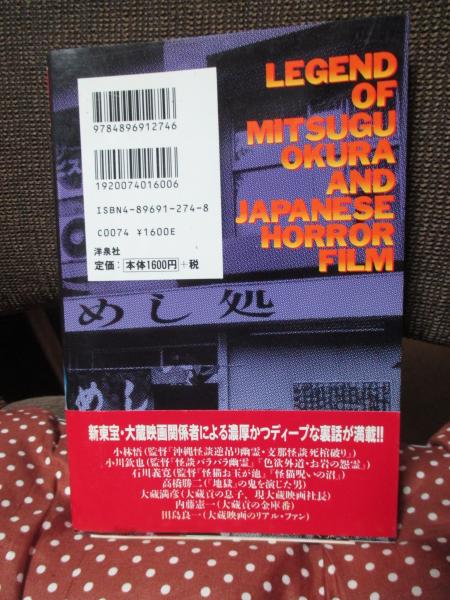 9784896912746
1920074016006
ISBN4-89691-274-8
C0074 ¥1600E
洋泉社
定価：本体1600円+税
LEGEND
OF
MITSUGU
OKURA
AND
JAPANESE
HORROR
FILM
めし処
めし
新東宝・大蔵映画関係者による濃厚かつディープな裏話が満載!!
小林悟(監督『沖縄怪談逆吊り幽霊・支那怪談死棺破り』)
小川欽也(監督『怪談バラバラ幽霊』『色欲外道・お岩の怨霊』)
石川義寛(監督『怪猫お玉が池』『怪猫呪いの沼』)
高橋勝二(『地獄』の鬼を演じた男)
大蔵満彦(大蔵貢の息子、現大蔵映画社長)
内藤憲一(大蔵貢の金庫番)
田島良一(大蔵映画のリアル・ファン)